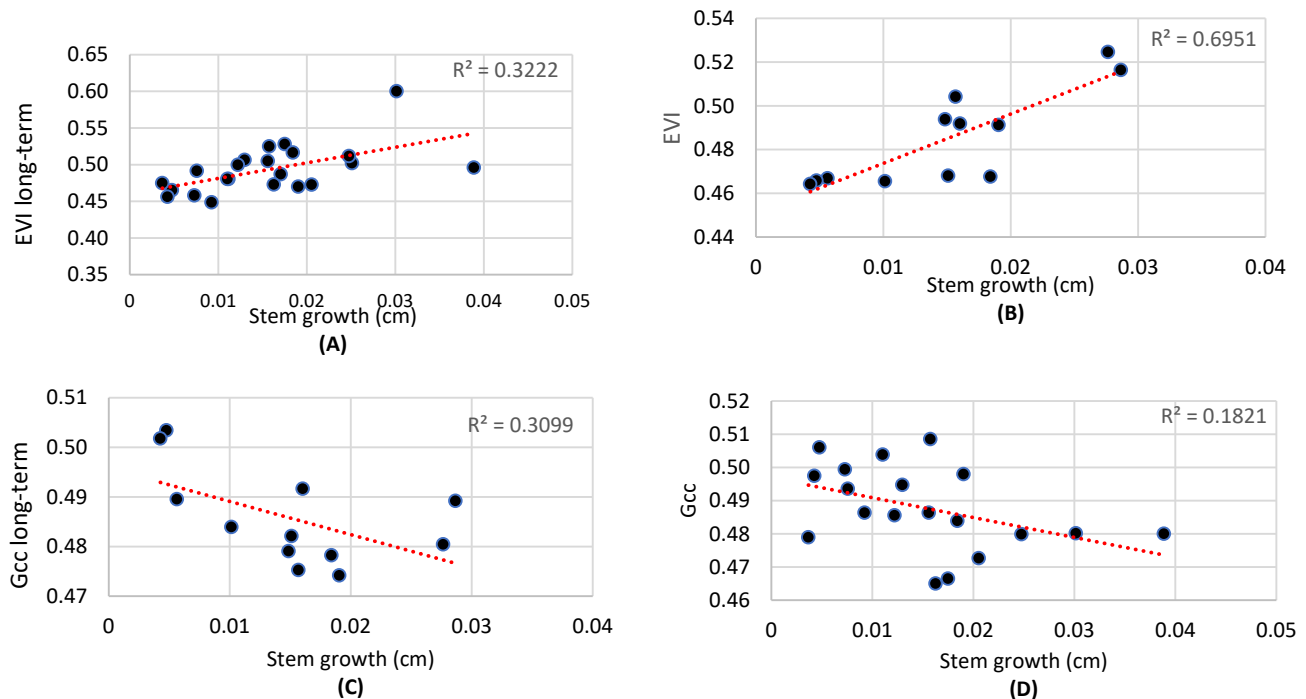 0.65
0.60
0.55
0.50
0.45
0.40
0.35
EVI long-term
R² = 0.3222
0 0.01 0.02 0.03 0.04 0.05
Stem growth (cm)
(A)
0.54
0.52
0.50
0.48
0.46
0.44
EVI
R² = 0.6951
0 0.01 0.02 0.03 0.04
Stem growth (cm)
(B)
0.51
0.50
0.49
0.48
0.47
Gcc long-term
R² = 0.3099
0 0.01 0.02 0.03 0.04
Stem growth (cm)
(C)
0.52
0.51
0.50
0.49
0.48
0.47
0.46
Gcc
R² = 0.1821
0 0.01 0.02 0.03 0.04 0.05
Stem growth (cm)
(D)